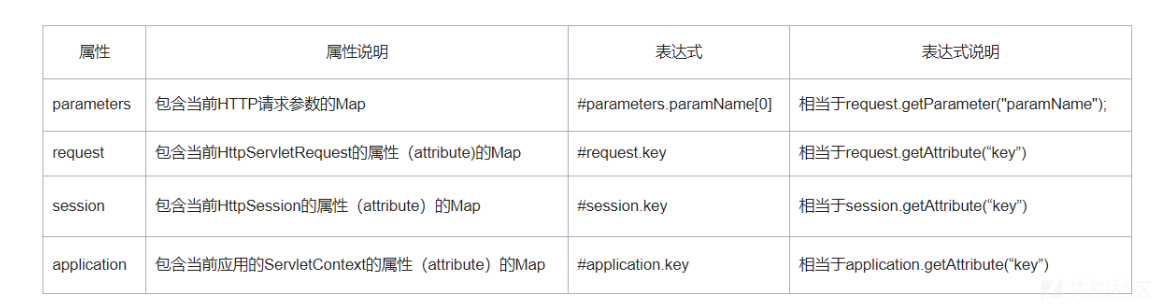 属性 属性说明 表达式 表达式说明
parameters 包含当前HTTP请求参数的Map #parameters.paramName[0] 相当于request.getParameter("paramName");
request 包含当前HttpServletRequest的属性（attribute)的Map #request.key 相当于request.getAttribute(“key”)
session 包含当前HttpSession的属性（attribute）的Map #session.key 相当于session.getAttribute(“key”)
application 包含当前应用的ServletContext的属性（attribute）的Map #application.key 相当于application.getAttribute(“key”)
先知社区